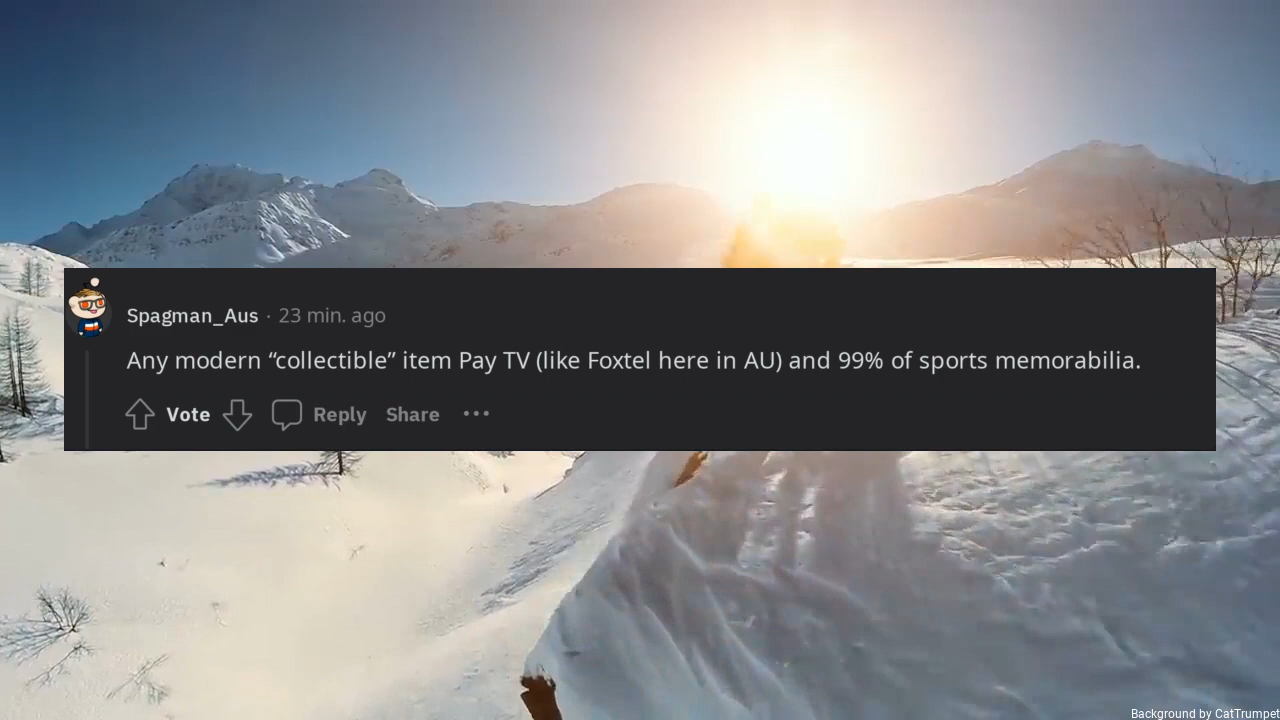 Spagman_Aus · 23 min. ago
Any modern “collectible” item Pay TV (like Foxtel here in AU) and 99% of sports memorabilia.
Vote Reply Share •••
Background by CatTrumpet